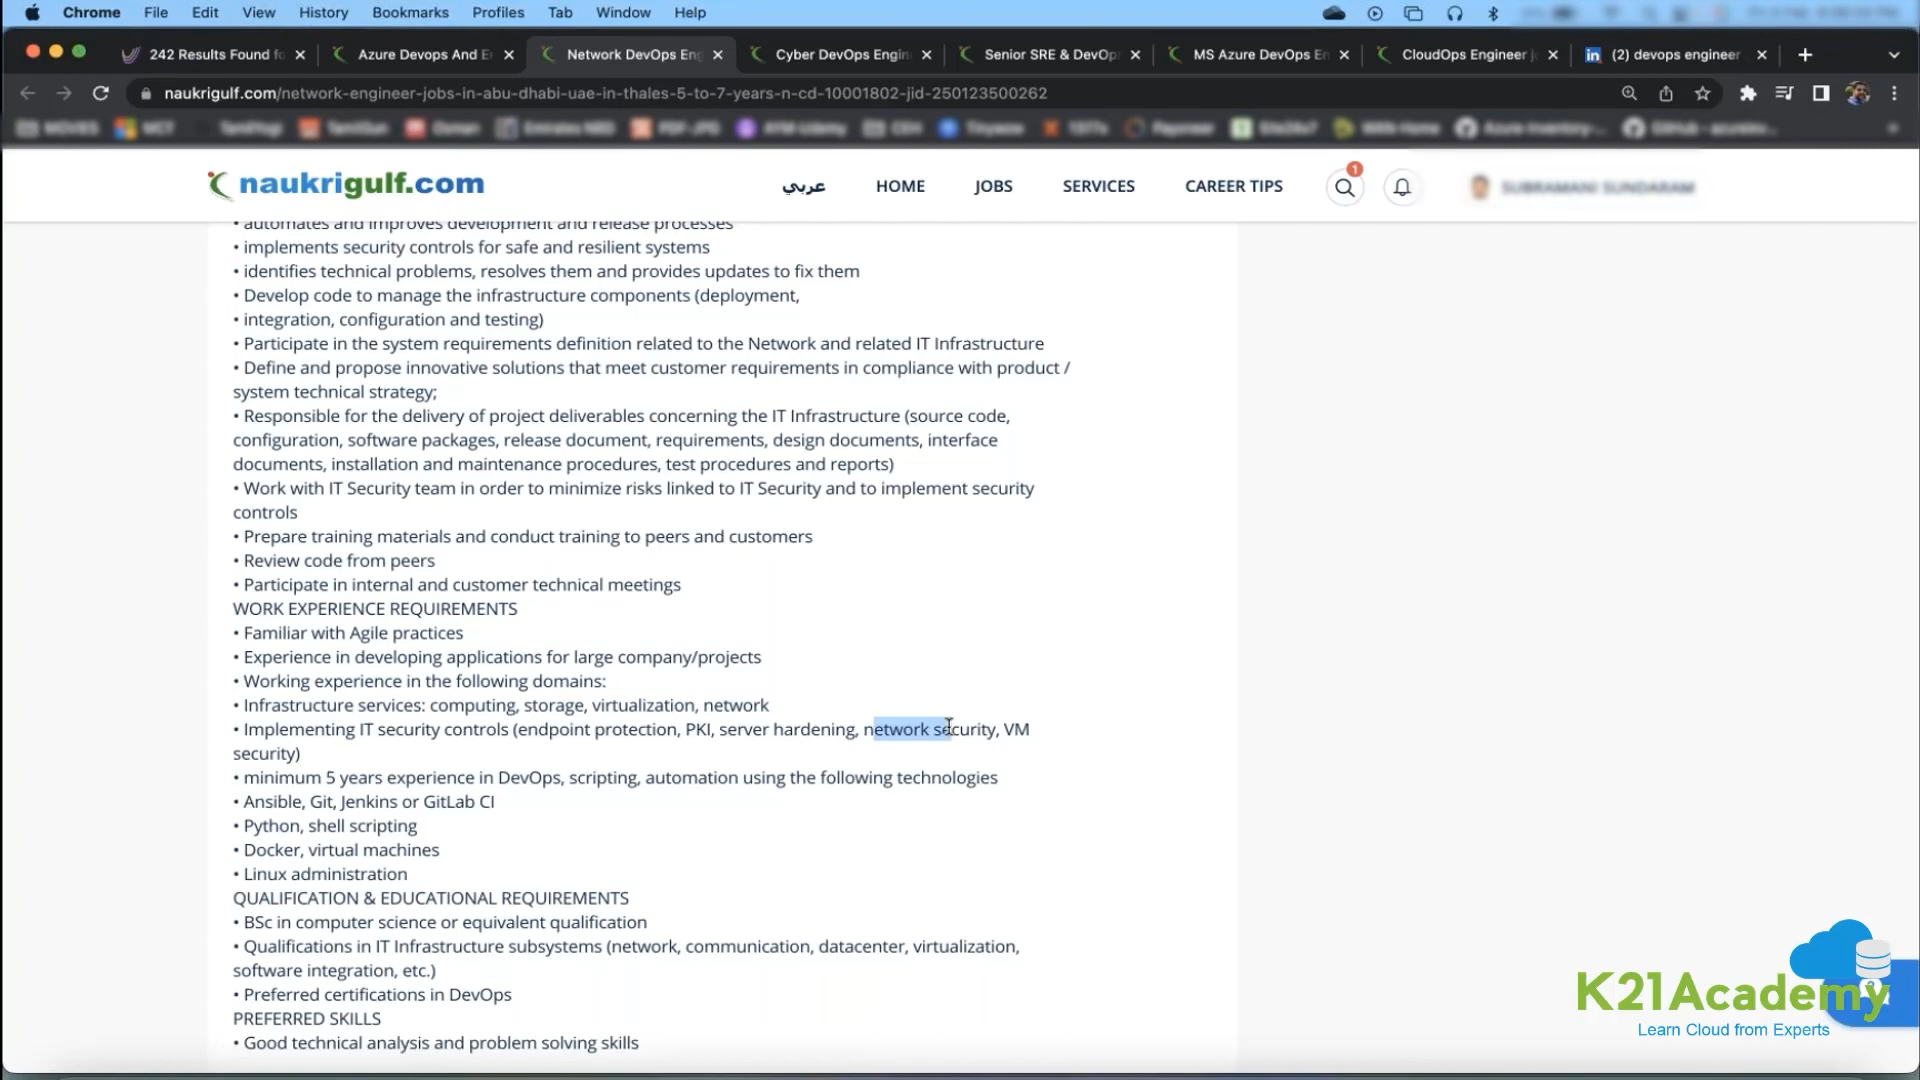 Chrome File Edit View History Bookmarks Profiles Tab Window Help
242 Results Found fo Azure Devops And E Network DevOps Eng Cyber DevOps Engin Senior SRE & DevOp MS Azure DevOps En CloudOps Engineer j in (2) devops engineer
naukrigulf.com/network-engineer-jobs-in-abu-dhabi-uae-in-thales-5-to-7-years-n-cd-10001802-jid-250123500262
naukrigulf.com عربي HOME JOBS SERVICES CAREER TIPS 1 SUBRAMANI SUNDARAM
• automates and improves development and release processes
• implements security controls for safe and resilient systems
• identifies technical problems, resolves them and provides updates to fix them
• Develop code to manage the infrastructure components (deployment,
• integration, configuration and testing)
• Participate in the system requirements definition related to the Network and related IT Infrastructure
• Define and propose innovative solutions that meet customer requirements in compliance with product /
system technical strategy;
• Responsible for the delivery of project deliverables concerning the IT Infrastructure (source code,
configuration, software packages, release document, requirements, design documents, interface
documents, installation and maintenance procedures, test procedures and reports)
• Work with IT Security team in order to minimize risks linked to IT Security and to implement security
controls
• Prepare training materials and conduct training to peers and customers
• Review code from peers
• Participate in internal and customer technical meetings
WORK EXPERIENCE REQUIREMENTS
• Familiar with Agile practices
• Experience in developing applications for large company/projects
• Working experience in the following domains:
• Infrastructure services: computing, storage, virtualization, network
• Implementing IT security controls (endpoint protection, PKI, server hardening, network security, VM
security)
• minimum 5 years experience in DevOps, scripting, automation using the following technologies
• Ansible, Git, Jenkins or GitLab CI
• Python, shell scripting
• Docker, virtual machines
• Linux administration
QUALIFICATION & EDUCATIONAL REQUIREMENTS
• BSc in computer science or equivalent qualification
• Qualifications in IT Infrastructure subsystems (network, communication, datacenter, virtualization,
software integration, etc.)
• Preferred certifications in DevOps
PREFERRED SKILLS
• Good technical analysis and problem solving skills
K21Academy
Learn Cloud from Experts